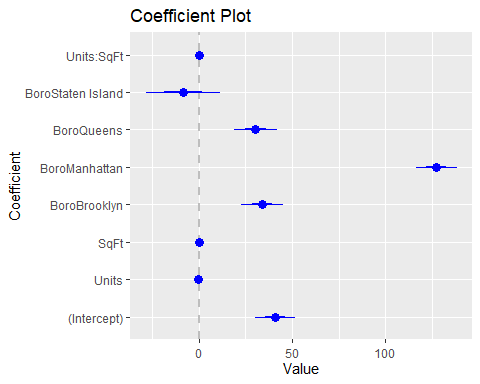 Coefficient Plot
Units:SqFt
BoroStaten Island
BoroQueens
BoroManhattan
BoroBrooklyn
SqFt
Units
(Intercept)
Coefficient
0
50
100
Value